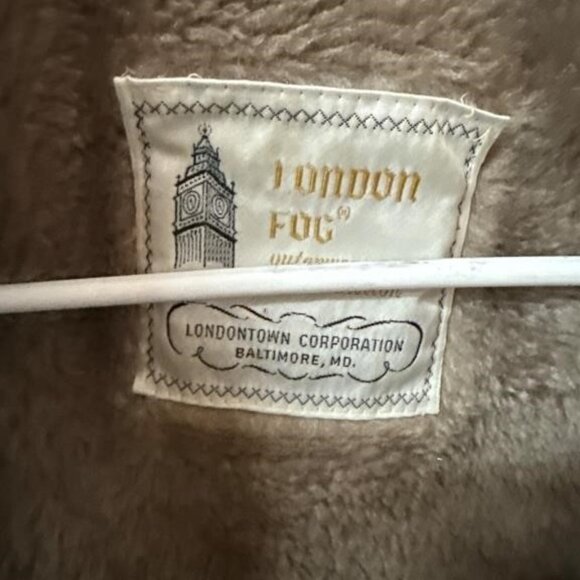 LONDON
FOG®
LONDONTOWN CORPORATION
BALTIMORE, MD.